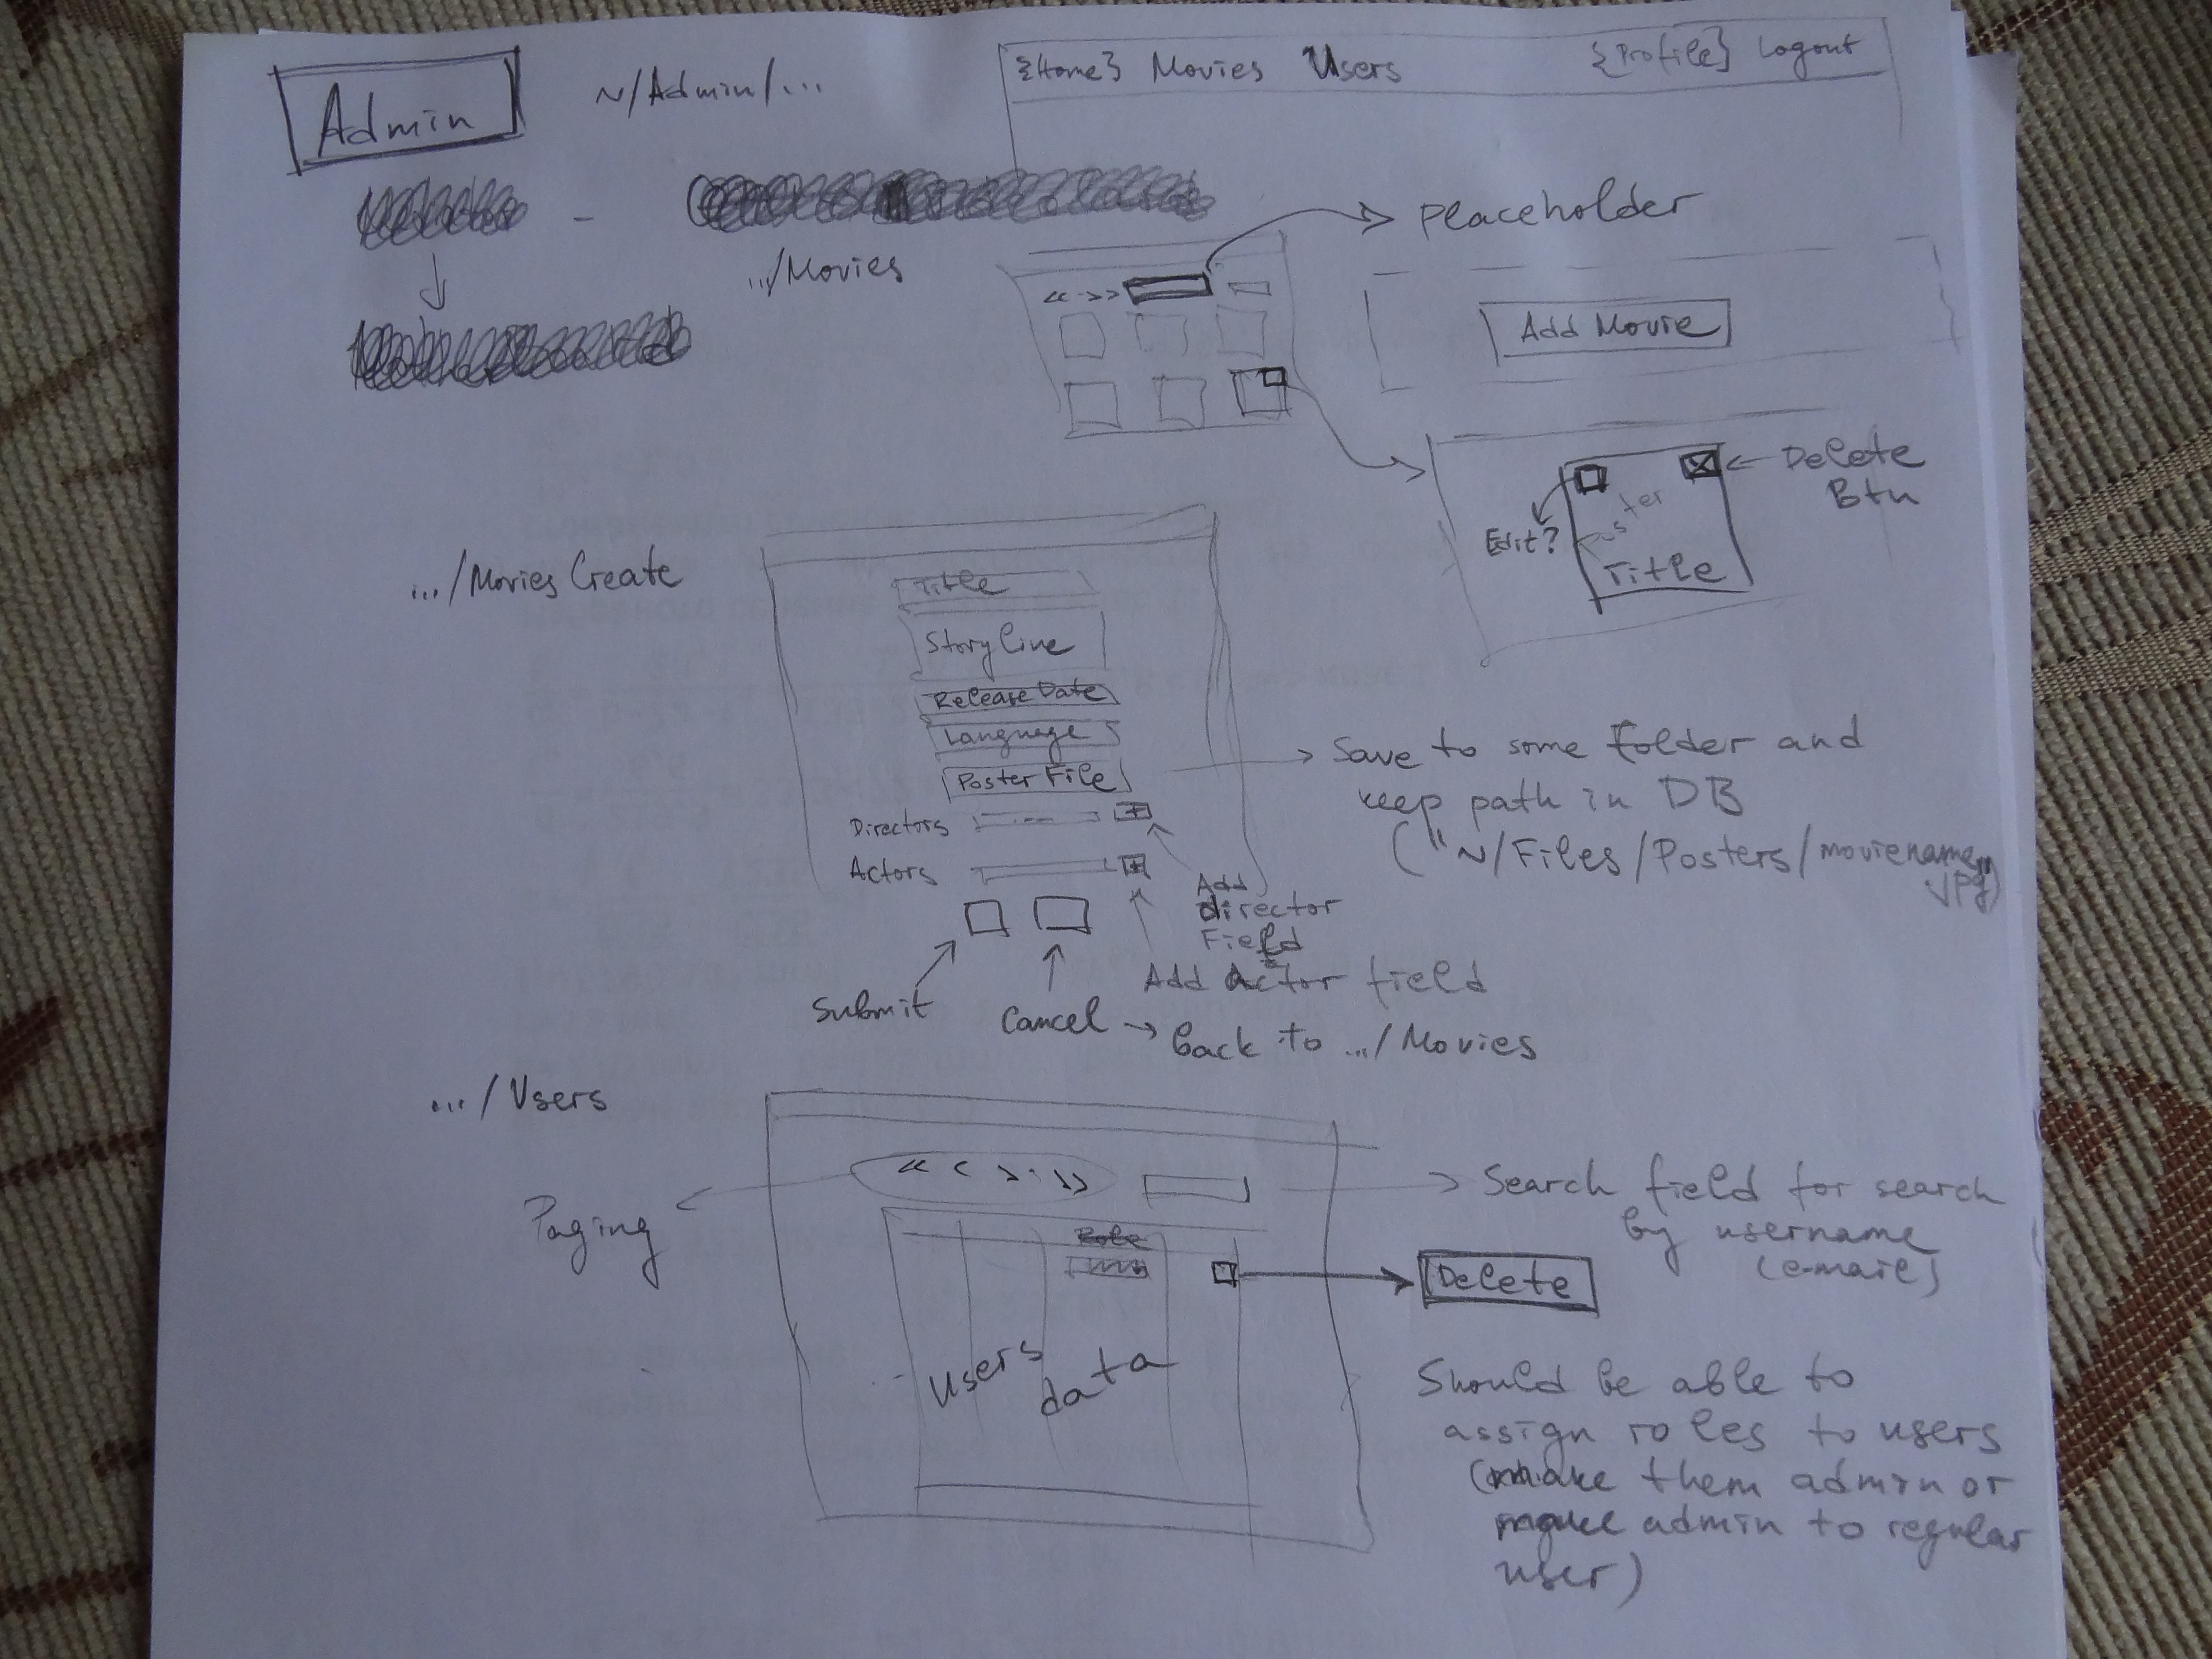 Admin
~/Admin/...
{Home} Movies Users {Profile} Logout
.../Movies
<< - >>
placeholder
Add Movie
Delete
Btn
Edit?
Poster
Title
.../Movies Create
Title
Story line
Release Date
Language
Poster File
Directors
+
Actors
+
Save to some folder and
keep path in DB
("~/Files/Posters/moviename.
jpg")
Add
director
Field
Add Actor field
Submit
Cancel → back to .../Movies
.../Users
<< < > . >>
Paging
Search field for search
by username
(e-mail)
Role
Delete
Users
data
Should be able to
assign roles to users
(make them admin or
admin to regular
user)